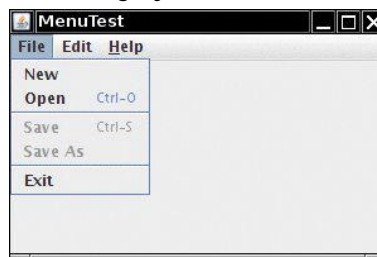 MenuTest
File Edit Help
New
Open Ctrl-O
Save Ctrl-S
Save As
Exit